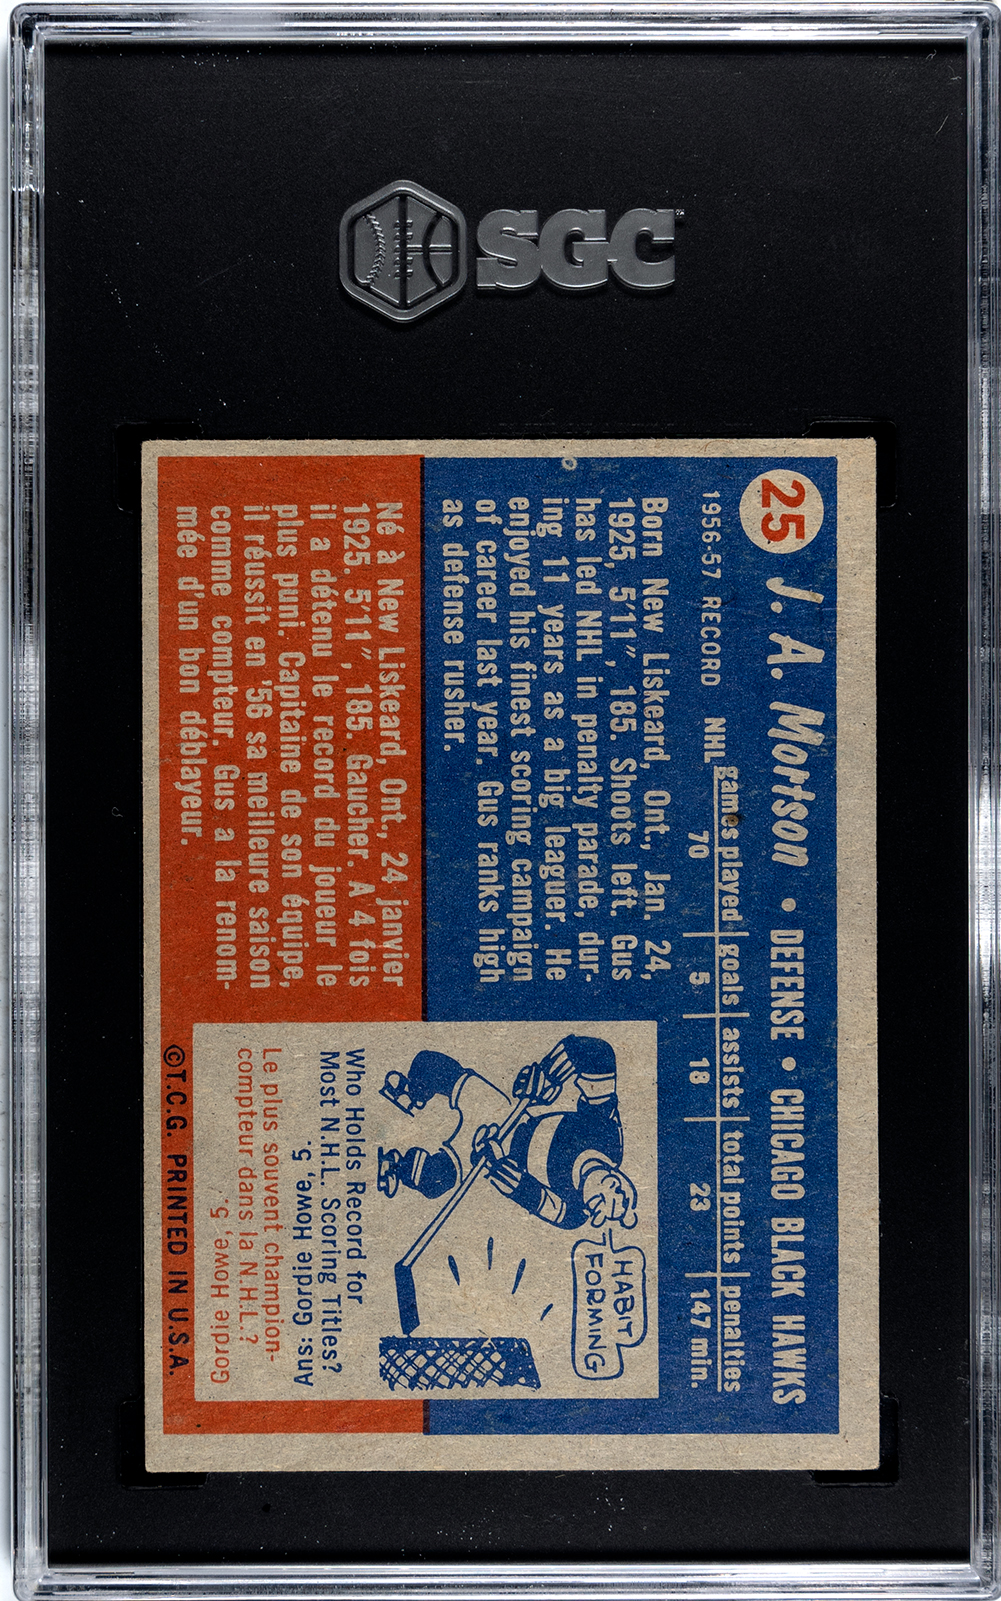 SGC
25
J. A. Mortson • DEFENSE • CHICAGO BLACK HAWKS
1956-57 RECORD
games played goals assists total points penalties
NHL 70 5 18 23 147 min.
Born New Liskeard, Ont., Jan. 24,
1925, 5'11", 185. Shoots left. Gus
has led NHL in penalty parade, dur-
ing 11 years as a big leaguer. He
enjoyed his finest scoring campaign
of career last year. Gus ranks high
as defense rusher.
Né à New Liskeard, Ont., 24 janvier
1925. 5'11", 185. Gaucher. A 4 fois
il a détenu le record du joueur le
plus puni. Capitaine de son équipe,
il réussit en '56 sa meilleure saison
comme compteur. Gus a la renom-
mée d'un bon déblayeur.
HABIT
FORMING
Who Holds Record for
Most N.H.L. Scoring Titles?
Ans: Gordie Howe, 5.
Le plus souvent champion-
compteur dans la N.H.L.?
Gordie Howe, 5.
©T.C.G. PRINTED IN U.S.A.